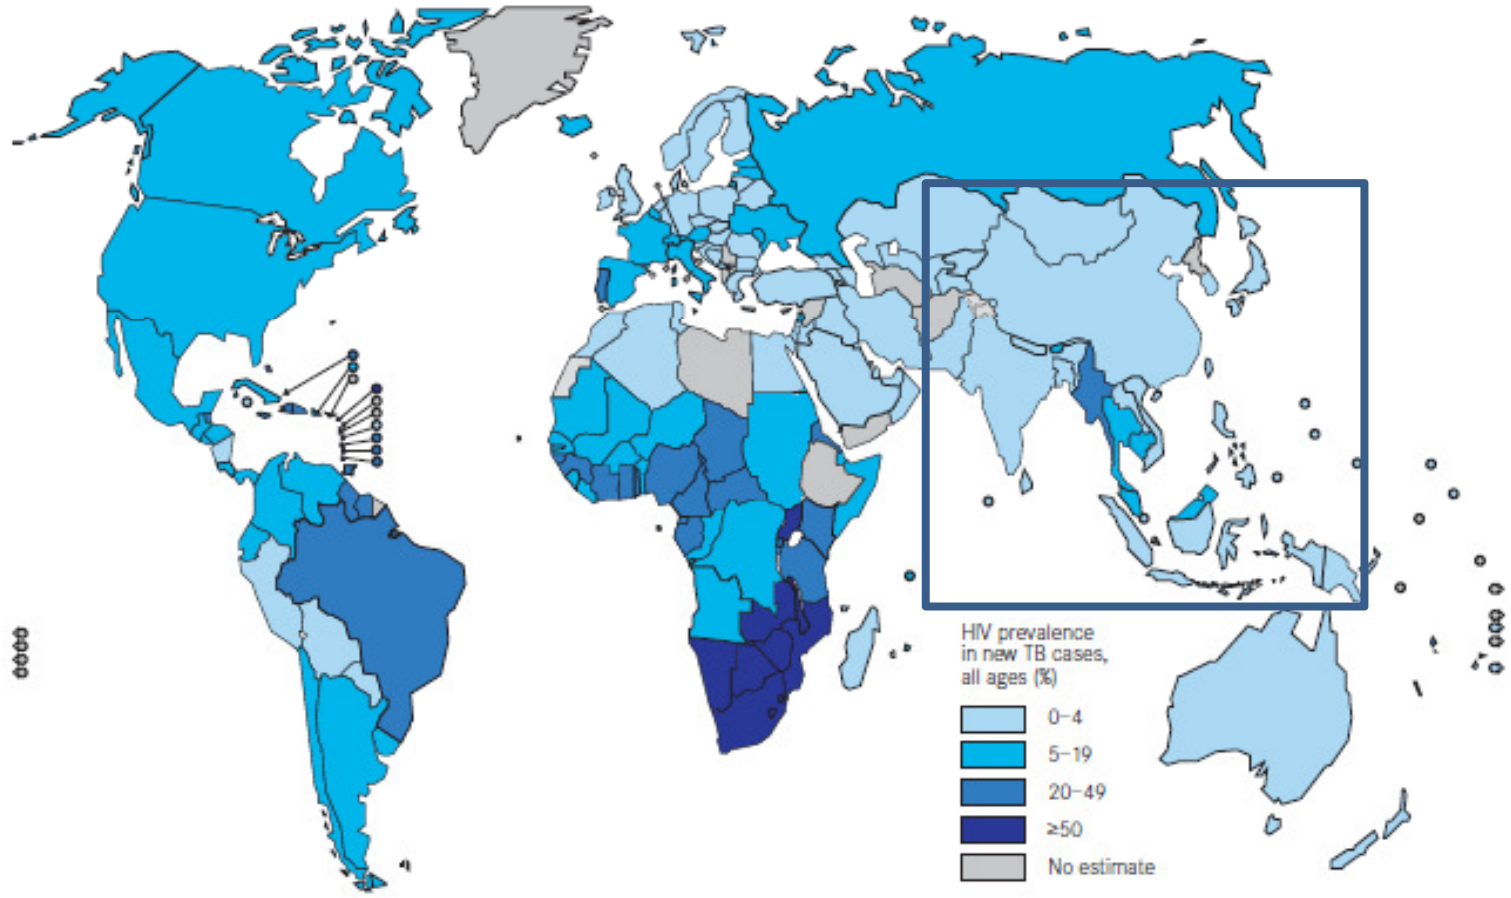 HIV prevalence
in new TB cases,
all ages (%)
0–4
5–19
20–49
≥50
No estimate